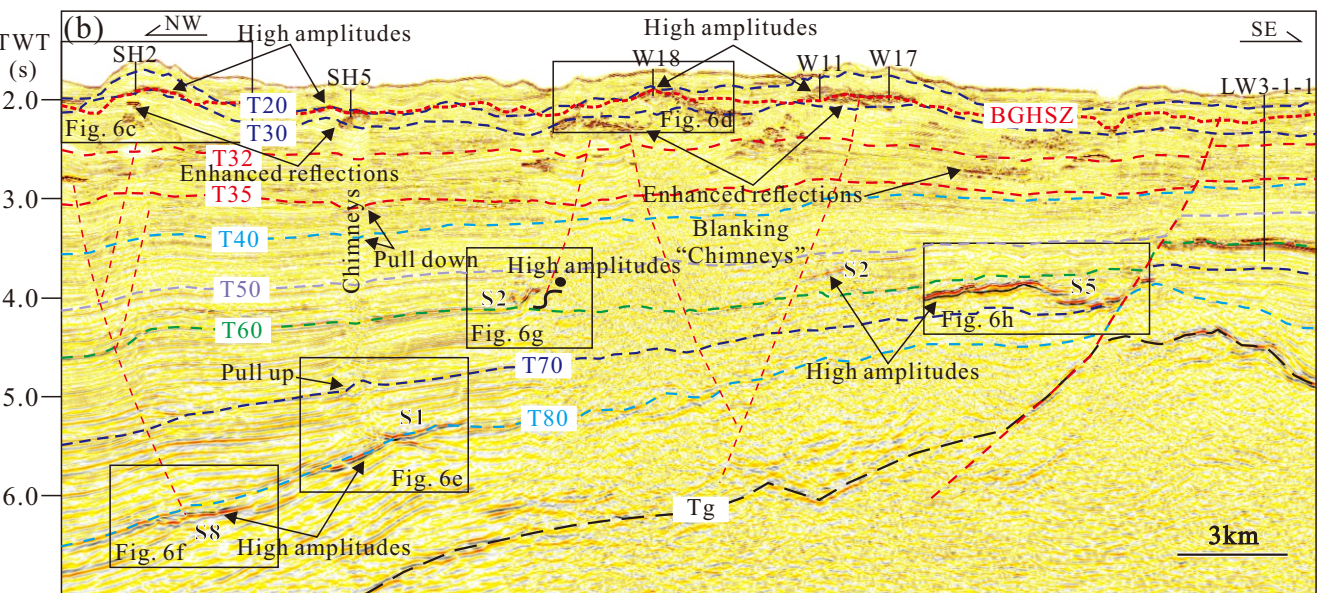 (b)
NW
High amplitudes
High amplitudes
SE
TWT
(s)
SH2
SH5
W18
W11
W17
LW3-1-1
2.0
T20
BGHSZ
Fig. 6c
T30
Fig. 6d
T32
Enhanced reflections
Enhanced reflections
3.0
T35
T40
Chimneys
Pull down
Blanking
“Chimneys”
High amplitudes
S2
T50
S2
S5
4.0
T60
Fig. 6g
Fig. 6h
Pull up
T70
High amplitudes
5.0
S1
T80
Fig. 6e
6.0
Tg
S8
Fig. 6f
High amplitudes
3km